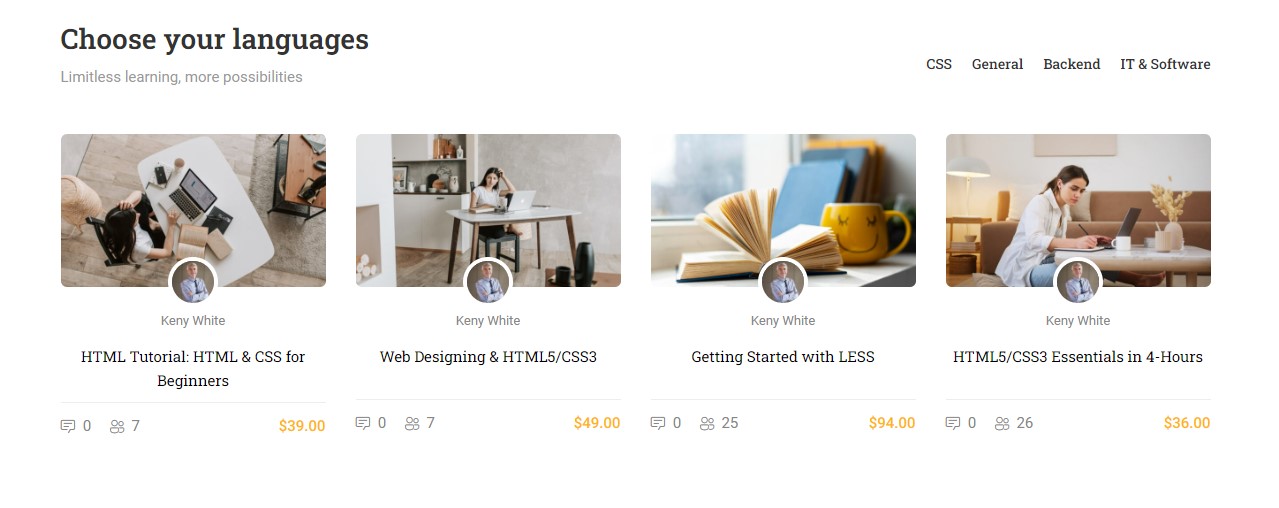 Choose your languages
Limitless learning, more possibilities
CSS General Backend IT & Software
Keny White
HTML Tutorial: HTML & CSS for
Beginners
0 7 $39.00
Keny White
Web Designing & HTML5/CSS3
0 7 $49.00
Keny White
Getting Started with LESS
0 25 $94.00
Keny White
HTML5/CSS3 Essentials in 4-Hours
0 26 $36.00